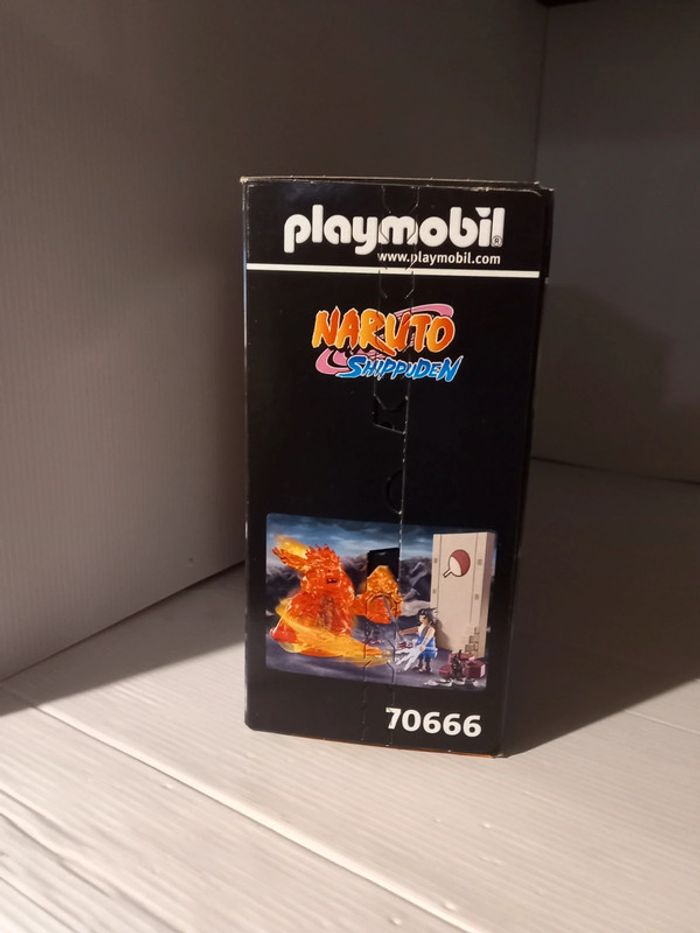 playmobil®
www.playmobil.com
NARUTO
SHIPPUDEN
70666